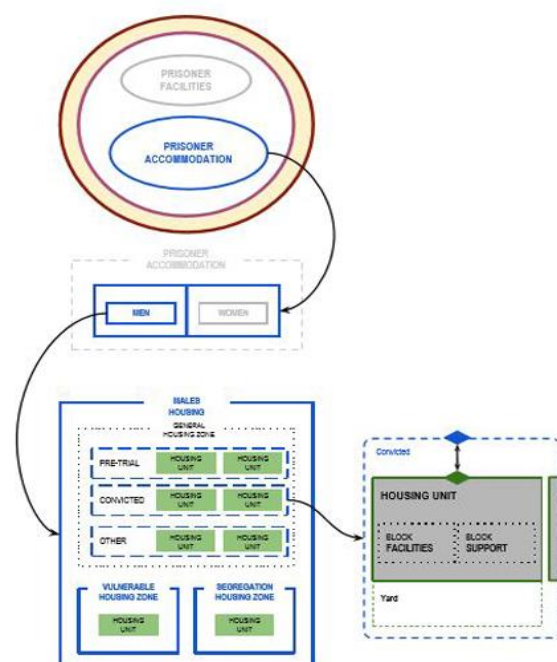 PRISONER
FACILITIES
PRISONER
ACCOMMODATION
PRISONER
ACCOMMODATION
MEN
WOMEN
MALES
HOUSING
GENERAL
HOUSING ZONE
PRE-TRIAL
HOUSING
UNIT
HOUSING
UNIT
CONVICTED
HOUSING
UNIT
HOUSING
UNIT
OTHER
HOUSING
UNIT
HOUSING
UNIT
VULNERABLE
HOUSING ZONE
HOUSING
UNIT
SEGREGATION
HOUSING ZONE
HOUSING
UNIT
Convicted
HOUSING UNIT
BLOCK
FACILITIES
BLOCK
SUPPORT
Yard